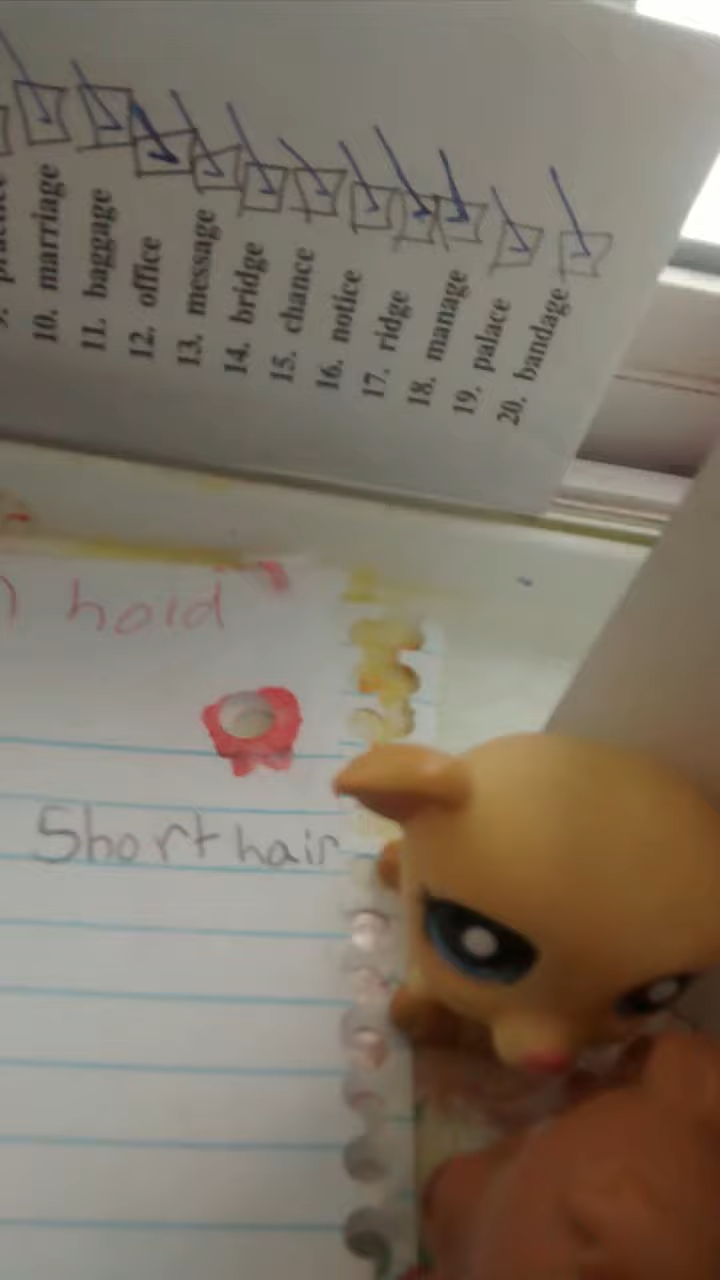 10. marriage
11. baggage
12. office
13. message
14. bridge
15. chance
16. notice
17. ridge
18. manage
19. palace
20. bandage
hold
Short hair